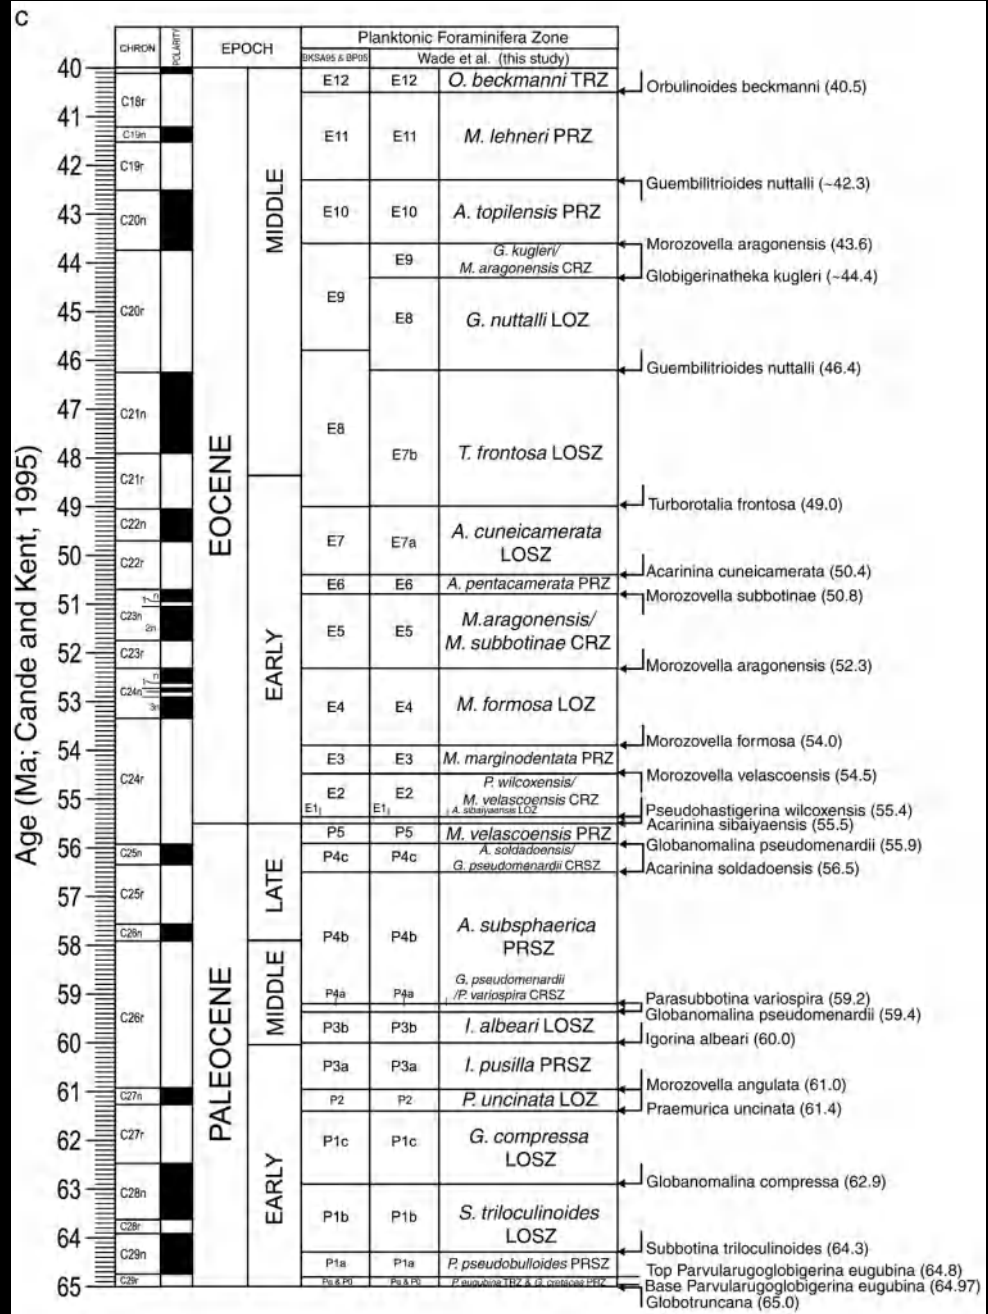 C
CHRON
POLARITY
EPOCH
Planktonic Foraminifera Zone
BKSA95 & BP05
Wade et al. (this study)
Age (Ma; Cande and Kent, 1995)
40
41
42
43
44
45
46
47
48
49
50
51
52
53
54
55
56
57
58
59
60
61
62
63
64
65
C18r
C19n
C19r
C20n
C20r
C21n
C21r
C22n
C22r
1n
C23n
2n
C23r
C24n
3n
C24r
C25n
C25r
C26n
C26r
C27n
C27r
C28n
C28r
C29n
C29r
EOCENE
PALEOCENE
MIDDLE
EARLY
LATE
MIDDLE
EARLY
E12 E12 O. beckmanni TRZ
E11 E11 M. lehneri PRZ
E10 E10 A. topilensis PRZ
E9 G. kugleri/
M. aragonensis CRZ
E9
E8 G. nuttalli LOZ
E8
E7b T. frontosa LOSZ
E7 E7a A. cuneicamerata
LOSZ
E6 E6 A. pentacamerata PRZ
E5 E5 M.aragonensis/
M. subbotinae CRZ
E4 E4 M. formosa LOZ
E3 E3 M. marginodentata PRZ
E2 E2 P. wilcoxensis/
M. velascoensis CRZ
E1 E1 A. sibaiyaensis LOZ
P5 P5 M. velascoensis PRZ
P4c P4c A. soldadoensis/
G. pseudomenardii CRSZ
P4b P4b A. subsphaerica
PRSZ
P4a P4a G. pseudomenardii
/P. variospira CRSZ
P3b P3b I. albeari LOSZ
P3a P3a I. pusilla PRSZ
P2 P2 P. uncinata LOZ
P1c P1c G. compressa
LOSZ
P1b P1b S. triloculinoides
LOSZ
P1a P1a P. pseudobulloides PRSZ
Pα & P0 Pα & P0 P. eugubina TRZ & G. cretacea PRZ
Orbulinoides beckmanni (40.5)
Guembilitrioides nuttalli (~42.3)
Morozovella aragonensis (43.6)
Globigerinatheka kugleri (~44.4)
Guembilitrioides nuttalli (46.4)
Turborotalia frontosa (49.0)
Acarinina cuneicamerata (50.4)
Morozovella subbotinae (50.8)
Morozovella aragonensis (52.3)
Morozovella formosa (54.0)
Morozovella velascoensis (54.5)
Pseudohastigerina wilcoxensis (55.4)
Acarinina sibaiyaensis (55.5)
Globanomalina pseudomenardii (55.9)
Acarinina soldadoensis (56.5)
Parasubbotina variospira (59.2)
Globanomalina pseudomenardii (59.4)
Igorina albeari (60.0)
Morozovella angulata (61.0)
Praemurica uncinata (61.4)
Globanomalina compressa (62.9)
Subbotina triloculinoides (64.3)
Top Parvularugoglobigerina eugubina (64.8)
Base Parvularugoglobigerina eugubina (64.97)
Globotruncana (65.0)